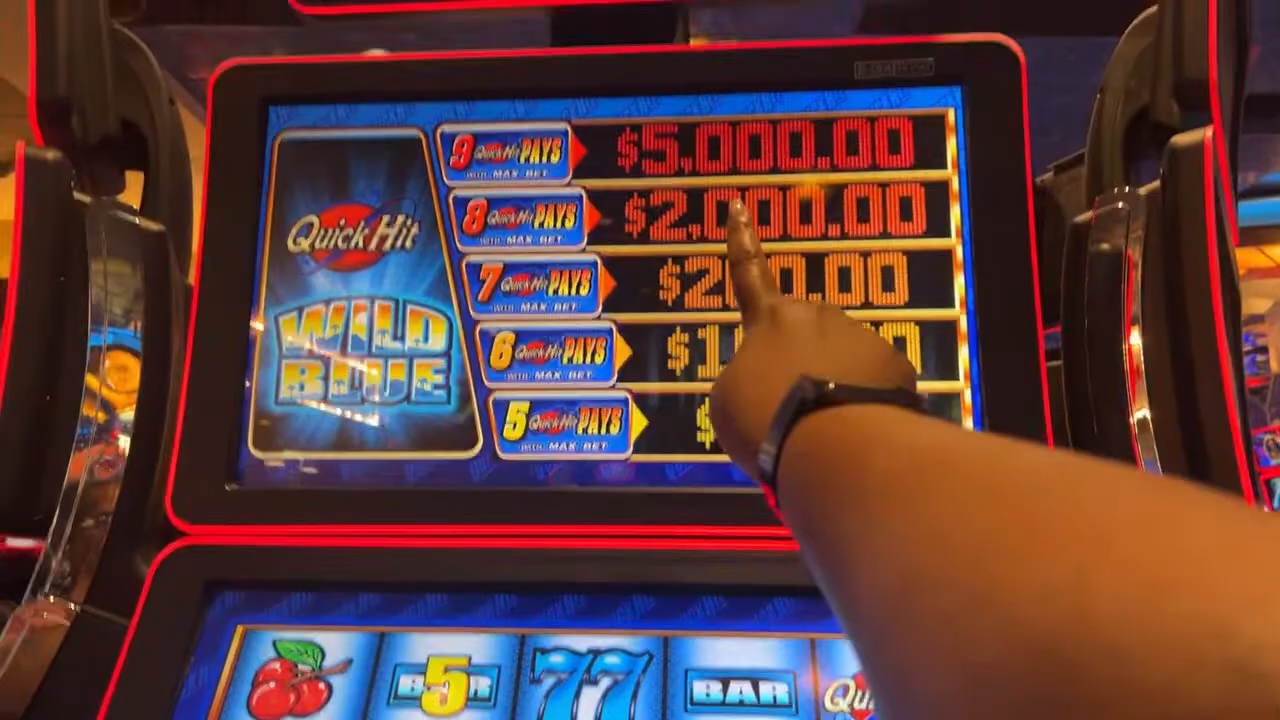 9 Quick Hit PAYS
WITH MAX BET
$5,000.00
8 Quick Hit PAYS
WITH MAX BET
$2,000.00
7 Quick Hit PAYS
WITH MAX BET
6 Quick Hit PAYS
WITH MAX BET
5 Quick Hit PAYS
WITH MAX BET
Quick Hit
WILD
BLUE
BAR 5
77
BAR